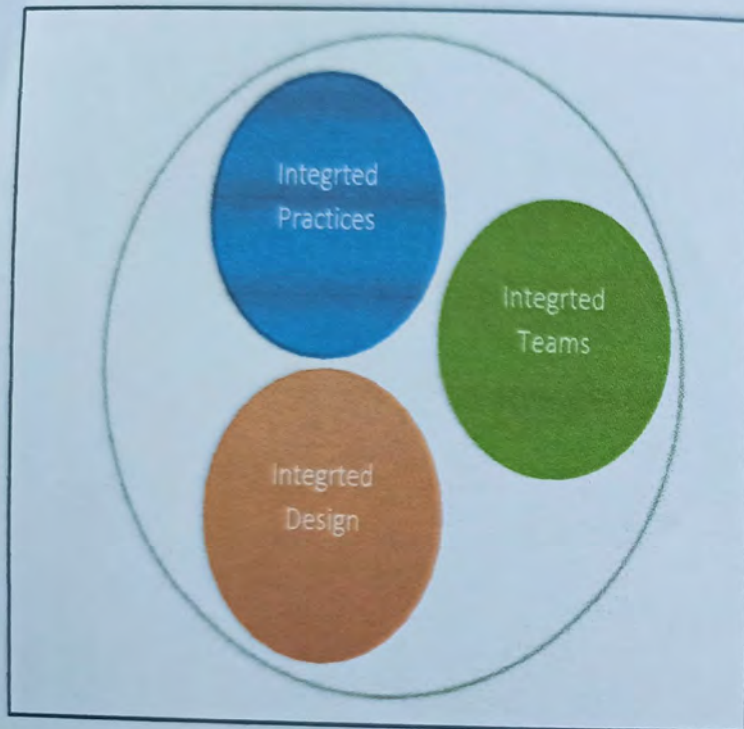 Integrted
Practices
Integrted
Teams
Integrted
Design